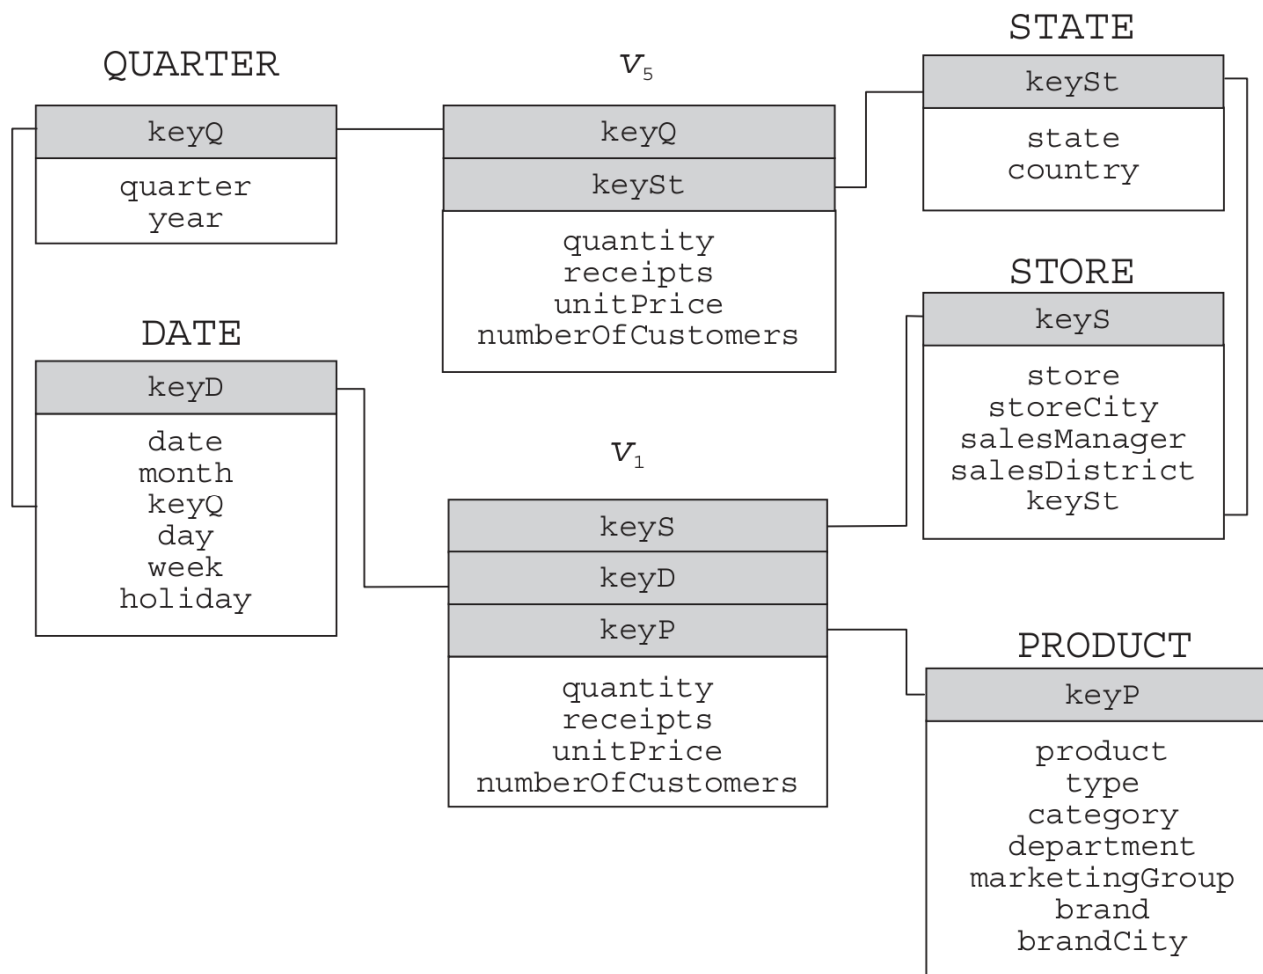 QUARTER
keyQ
quarter
year
DATE
keyD
date
month
keyQ
day
week
holiday
V5
keyQ
keySt
quantity
receipts
unitPrice
numberOfCustomers
V1
keyS
keyD
keyP
quantity
receipts
unitPrice
numberOfCustomers
STATE
keySt
state
country
STORE
keyS
store
storeCity
salesManager
salesDistrict
keySt
PRODUCT
keyP
product
type
category
department
marketingGroup
brand
brandCity